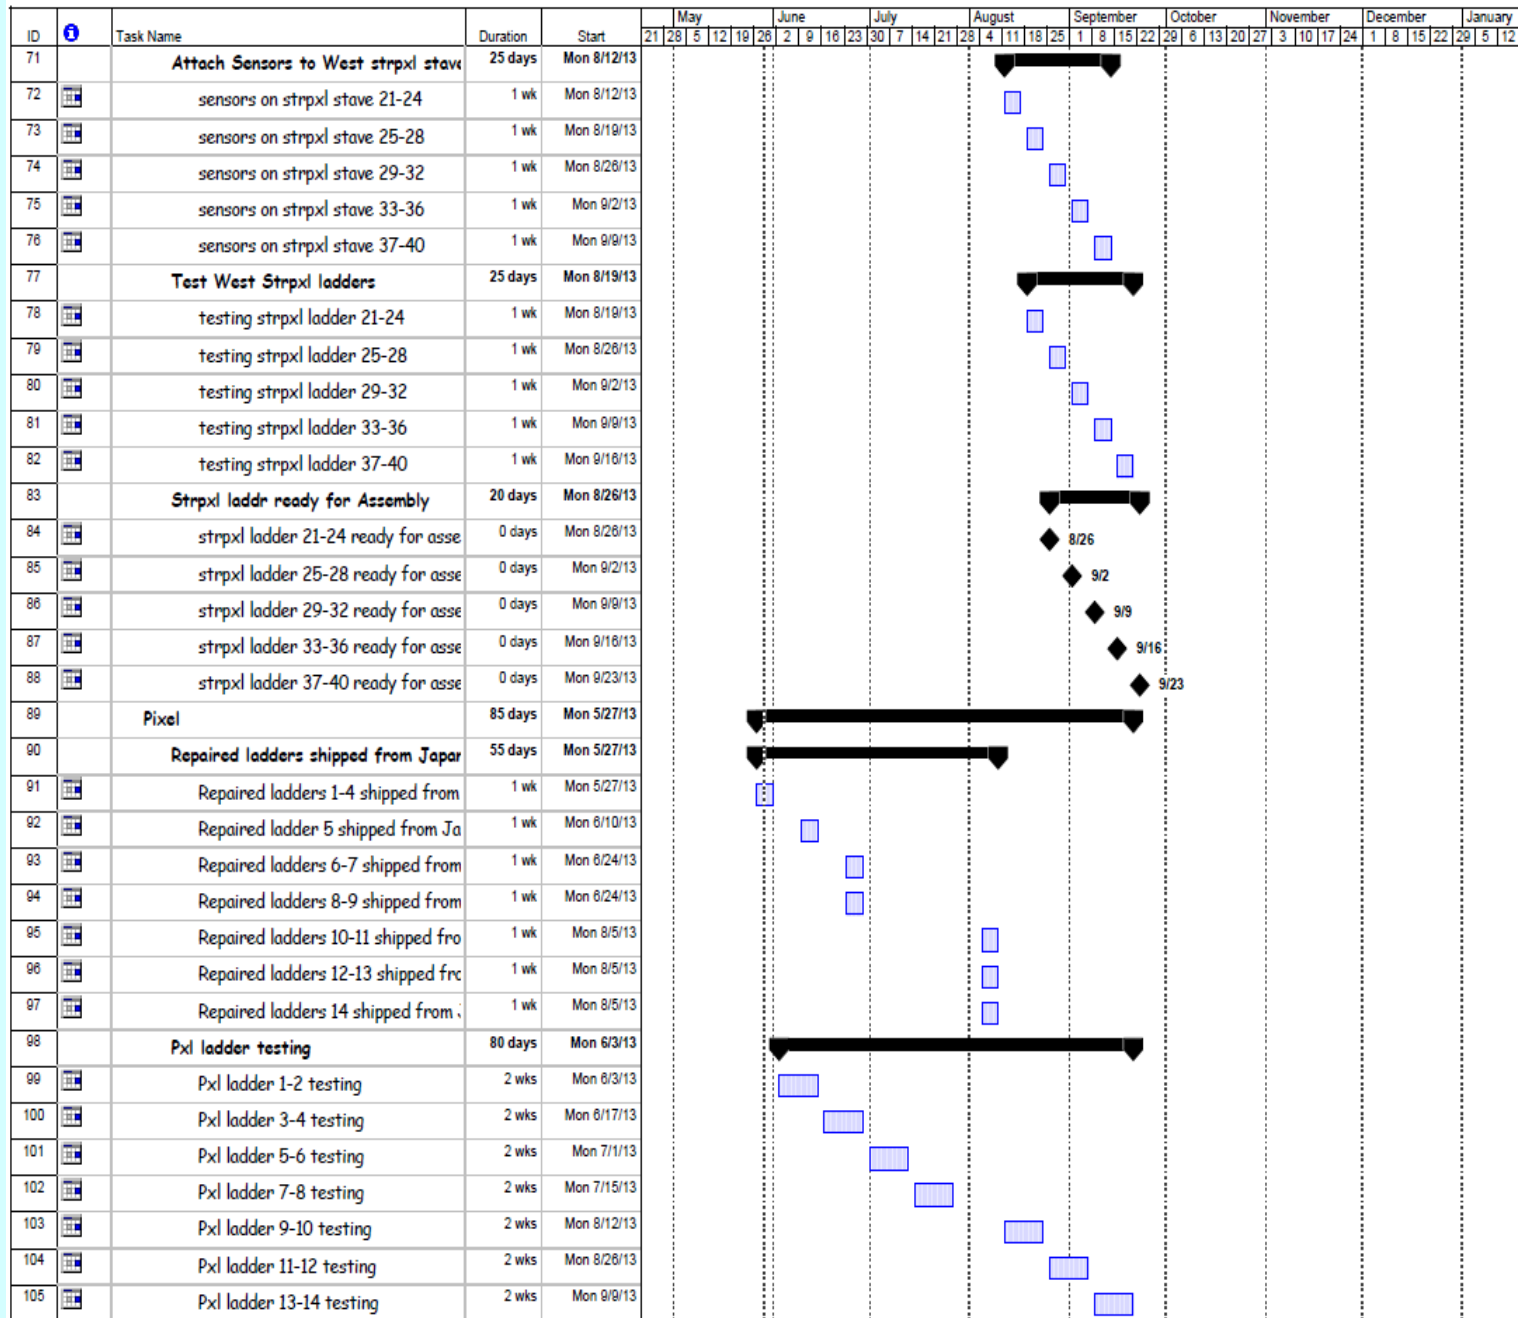 May June July August September October November December January
ID i Task Name Duration Start 21 28 5 12 19 26 2 9 16 23 30 7 14 21 28 4 11 18 25 1 8 15 22 29 6 13 20 27 3 10 17 24 1 8 15 22 29 5 12
71 Attach Sensors to West strpxl stave 25 days Mon 8/12/13
72 sensors on strpxl stave 21-24 1 wk Mon 8/12/13
73 sensors on strpxl stave 25-28 1 wk Mon 8/19/13
74 sensors on strpxl stave 29-32 1 wk Mon 8/26/13
75 sensors on strpxl stave 33-36 1 wk Mon 9/2/13
76 sensors on strpxl stave 37-40 1 wk Mon 9/9/13
77 Test West Strpxl ladders 25 days Mon 8/19/13
78 testing strpxl ladder 21-24 1 wk Mon 8/19/13
79 testing strpxl ladder 25-28 1 wk Mon 8/26/13
80 testing strpxl ladder 29-32 1 wk Mon 9/2/13
81 testing strpxl ladder 33-36 1 wk Mon 9/9/13
82 testing strpxl ladder 37-40 1 wk Mon 9/16/13
83 Strpxl laddr ready for Assembly 20 days Mon 8/26/13
84 strpxl ladder 21-24 ready for asse 0 days Mon 8/26/13 8/26
85 strpxl ladder 25-28 ready for asse 0 days Mon 9/2/13 9/2
86 strpxl ladder 29-32 ready for asse 0 days Mon 9/9/13 9/9
87 strpxl ladder 33-36 ready for asse 0 days Mon 9/16/13 9/16
88 strpxl ladder 37-40 ready for asse 0 days Mon 9/23/13 9/23
89 Pixel 85 days Mon 5/27/13
90 Repaired ladders shipped from Japan 55 days Mon 5/27/13
91 Repaired ladders 1-4 shipped from 1 wk Mon 5/27/13
92 Repaired ladder 5 shipped from Ja 1 wk Mon 6/10/13
93 Repaired ladders 6-7 shipped from 1 wk Mon 6/24/13
94 Repaired ladders 8-9 shipped from 1 wk Mon 6/24/13
95 Repaired ladders 10-11 shipped fro 1 wk Mon 8/5/13
96 Repaired ladders 12-13 shipped frc 1 wk Mon 8/5/13
97 Repaired ladders 14 shipped from 1 wk Mon 8/5/13
98 Pxl ladder testing 80 days Mon 6/3/13
99 Pxl ladder 1-2 testing 2 wks Mon 6/3/13
100 Pxl ladder 3-4 testing 2 wks Mon 6/17/13
101 Pxl ladder 5-6 testing 2 wks Mon 7/1/13
102 Pxl ladder 7-8 testing 2 wks Mon 7/15/13
103 Pxl ladder 9-10 testing 2 wks Mon 8/12/13
104 Pxl ladder 11-12 testing 2 wks Mon 8/26/13
105 Pxl ladder 13-14 testing 2 wks Mon 9/9/13